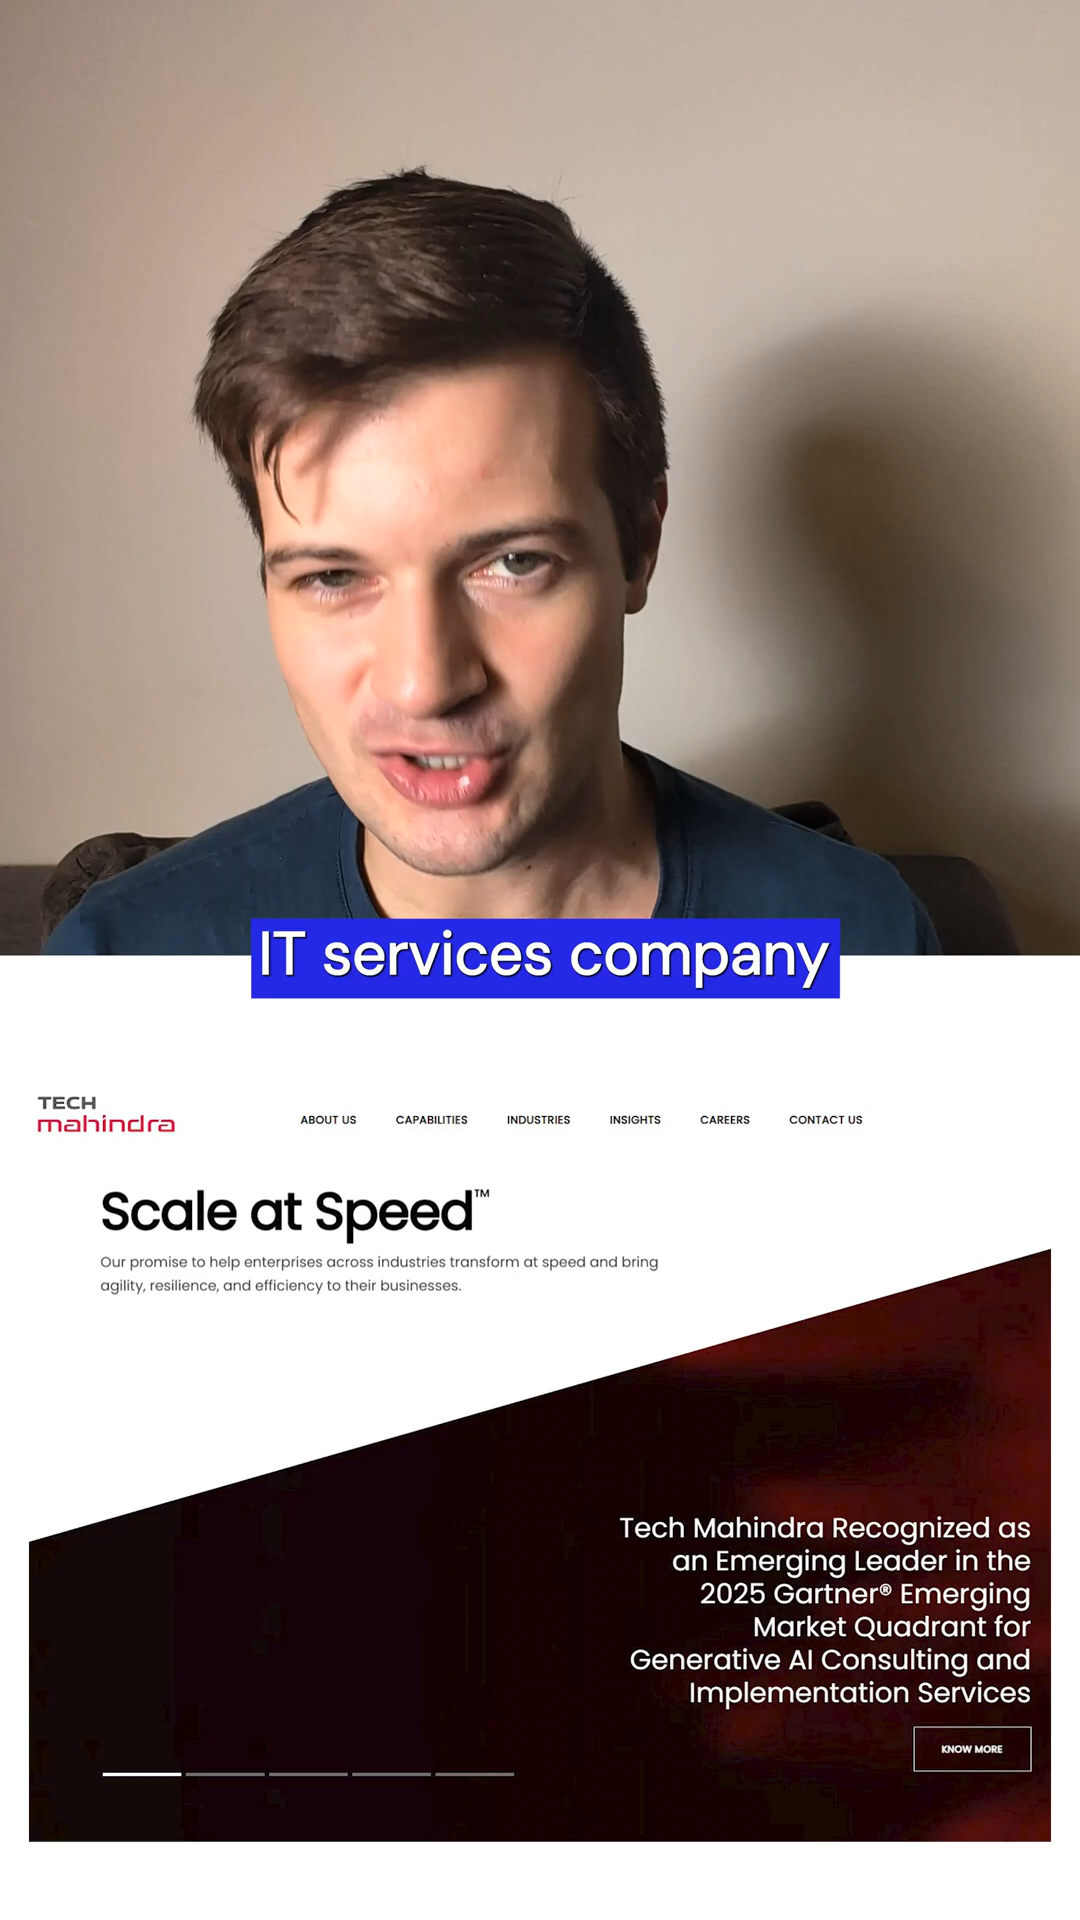 IT services company
TECH
mahindra
ABOUT US CAPABILITIES INDUSTRIES INSIGHTS CAREERS CONTACT US
Scale at Speed™
Our promise to help enterprises across industries transform at speed and bring
agility, resilience, and efficiency to their businesses.
Tech Mahindra Recognized as
an Emerging Leader in the
2025 Gartner® Emerging
Market Quadrant for
Generative AI Consulting and
Implementation Services
KNOW MORE